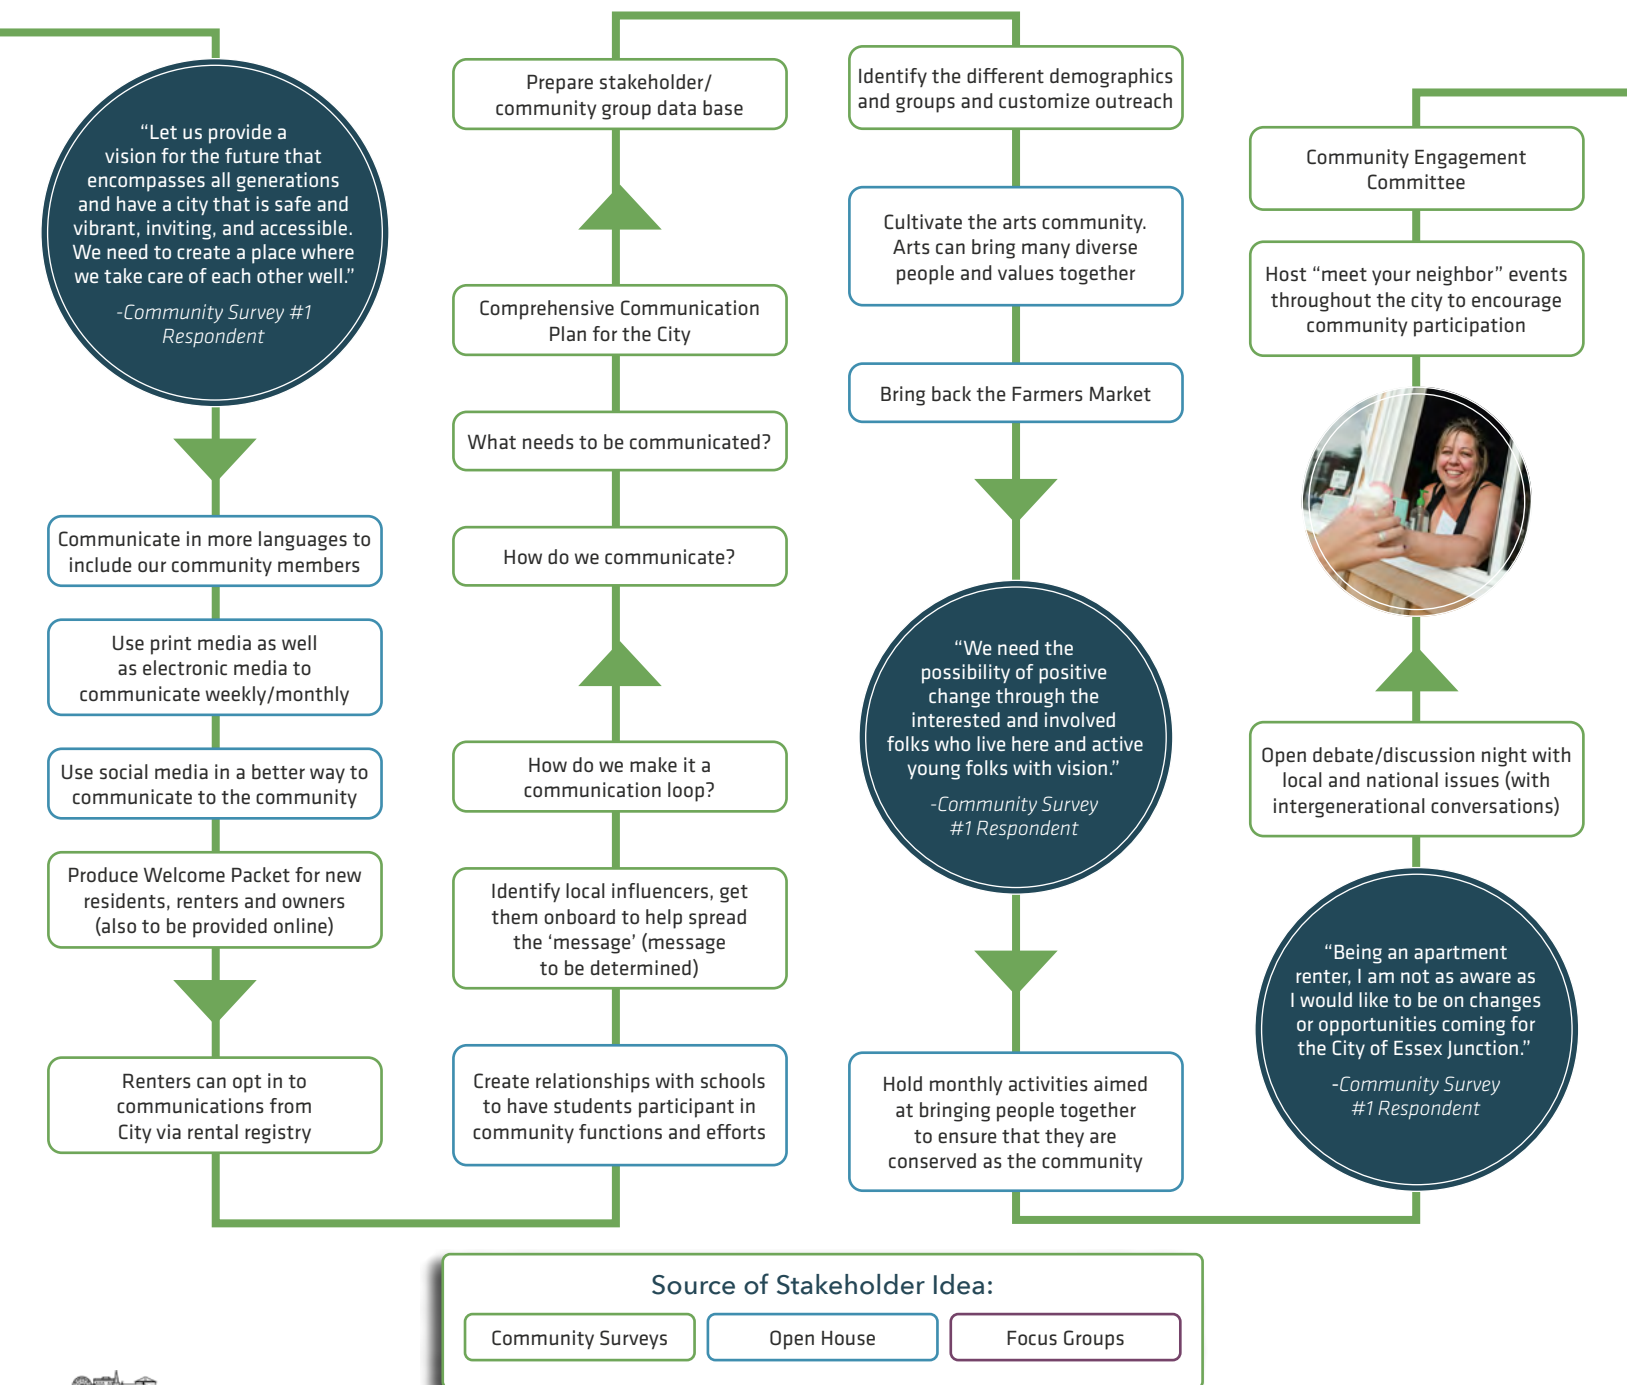 “Let us provide a
vision for the future that
encompasses all generations
and have a city that is safe and
vibrant, inviting, and accessible.
We need to create a place where
we take care of each other well.”
-Community Survey #1
Respondent
Communicate in more languages to
include our community members
Use print media as well
as electronic media to
communicate weekly/monthly
Use social media in a better way to
communicate to the community
Produce Welcome Packet for new
residents, renters and owners
(also to be provided online)
Renters can opt in to
communications from
City via rental registry
Create relationships with schools
to have students participant in
community functions and efforts
Identify local influencers, get
them onboard to help spread
the ‘message’ (message
to be determined)
How do we make it a
communication loop?
How do we communicate?
What needs to be communicated?
Comprehensive Communication
Plan for the City
Prepare stakeholder/
community group data base
Identify the different demographics
and groups and customize outreach
Cultivate the arts community.
Arts can bring many diverse
people and values together
Bring back the Farmers Market
“We need the
possibility of positive
change through the
interested and involved
folks who live here and active
young folks with vision.”
-Community Survey
#1 Respondent
Hold monthly activities aimed
at bringing people together
to ensure that they are
conserved as the community
“Being an apartment
renter, I am not as aware as
I would like to be on changes
or opportunities coming for
the City of Essex Junction.”
-Community Survey
#1 Respondent
Open debate/discussion night with
local and national issues (with
intergenerational conversations)
Host “meet your neighbor” events
throughout the city to encourage
community participation
Community Engagement
Committee
Source of Stakeholder Idea:
Community Surveys
Open House
Focus Groups